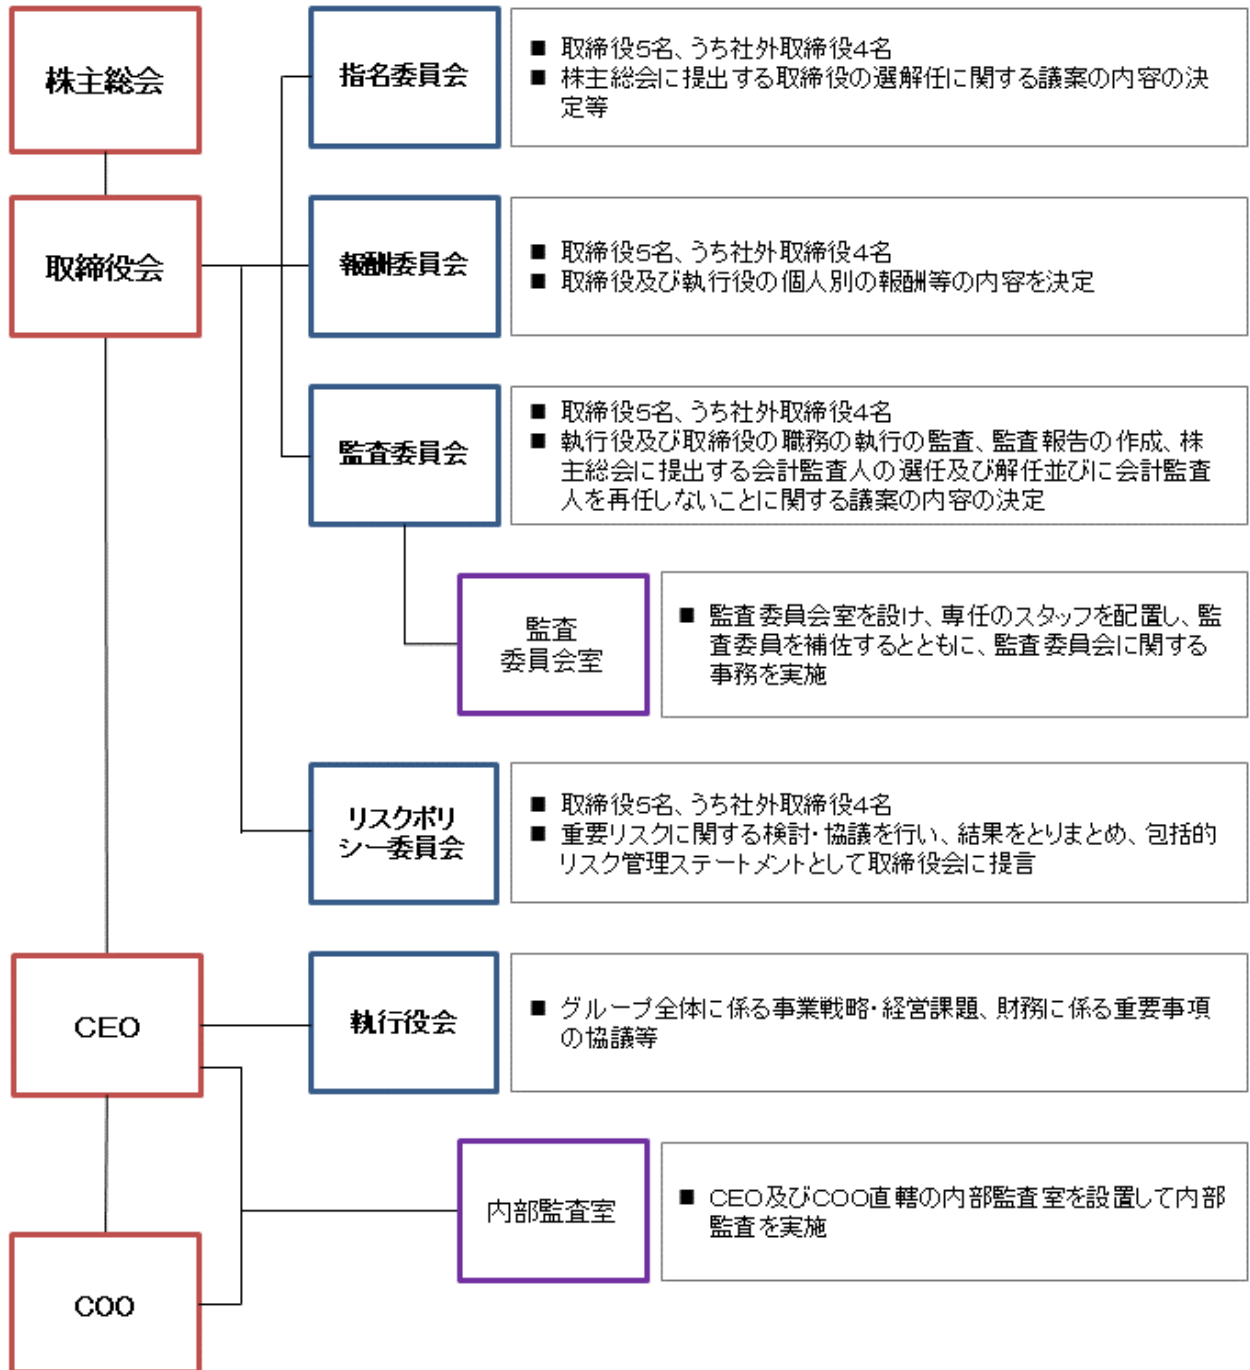 株主総会
指名委員会
■ 取締役5名、うち社外取締役4名
■ 株主総会に提出する取締役の選解任に関する議案の内容の決
定等
取締役会
報酬委員会
■ 取締役5名、うち社外取締役4名
■ 取締役及び執行役の個人別の報酬等の内容を決定
監査委員会
■ 取締役5名、うち社外取締役4名
■ 執行役及び取締役の職務の執行の監査、監査報告の作成、株
主総会に提出する会計監査人の選任及び解任並びに会計監査
人を再任しないことに関する議案の内容の決定
監査
委員会室
■ 監査委員会室を設け、専任のスタッフを配置し、監
査委員を補佐するとともに、監査委員会に関する
事務を実施
リスクポリ
シー委員会
■ 取締役5名、うち社外取締役4名
■ 重要リスクに関する検討・協議を行い、結果をとりまとめ、包括的
リスク管理ステートメントとして取締役会に提言
CEO
執行役会
■ グループ全体に係る事業戦略・経営課題、財務に係る重要事項
の協議等
内部監査室
■ CEO及びCOO直轄の内部監査室を設置して内部
監査を実施
COO